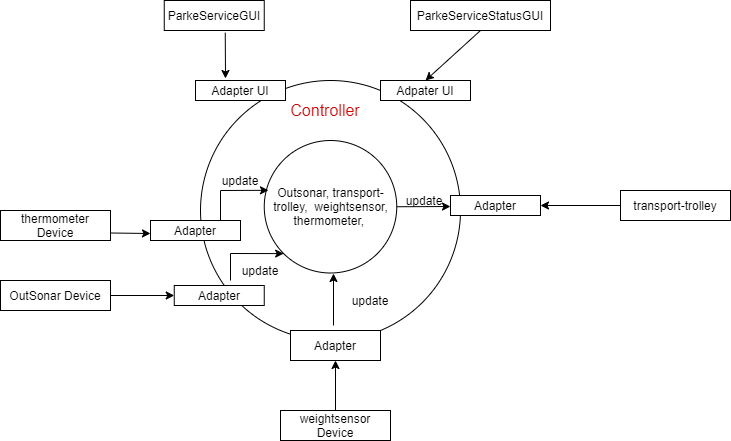 ParkeServiceGUI
ParkeServiceStatusGUI
Adapter UI
Adpater UI
Controller
update
Outsonar, transport-
trolley, weightsensor,
thermometer,
update
Adapter
transport-trolley
thermometer
Device
Adapter
update
OutSonar Device
Adapter
update
Adapter
weightsensor
Device